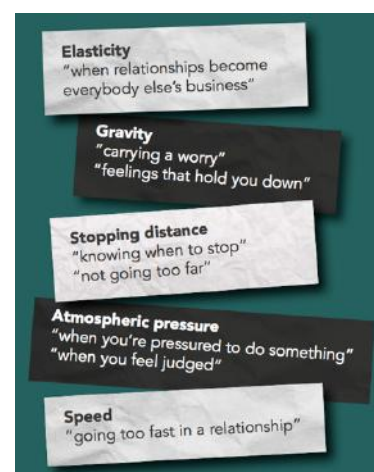 Elasticity
"when relationships become
everybody else's business"
Gravity
"carrying a worry"
"feelings that hold you down"
Stopping distance
"knowing when to stop"
"not going too far"
Atmospheric pressure
"when you're pressured to do something"
"when you feel judged"
Speed
"going too fast in a relationship"